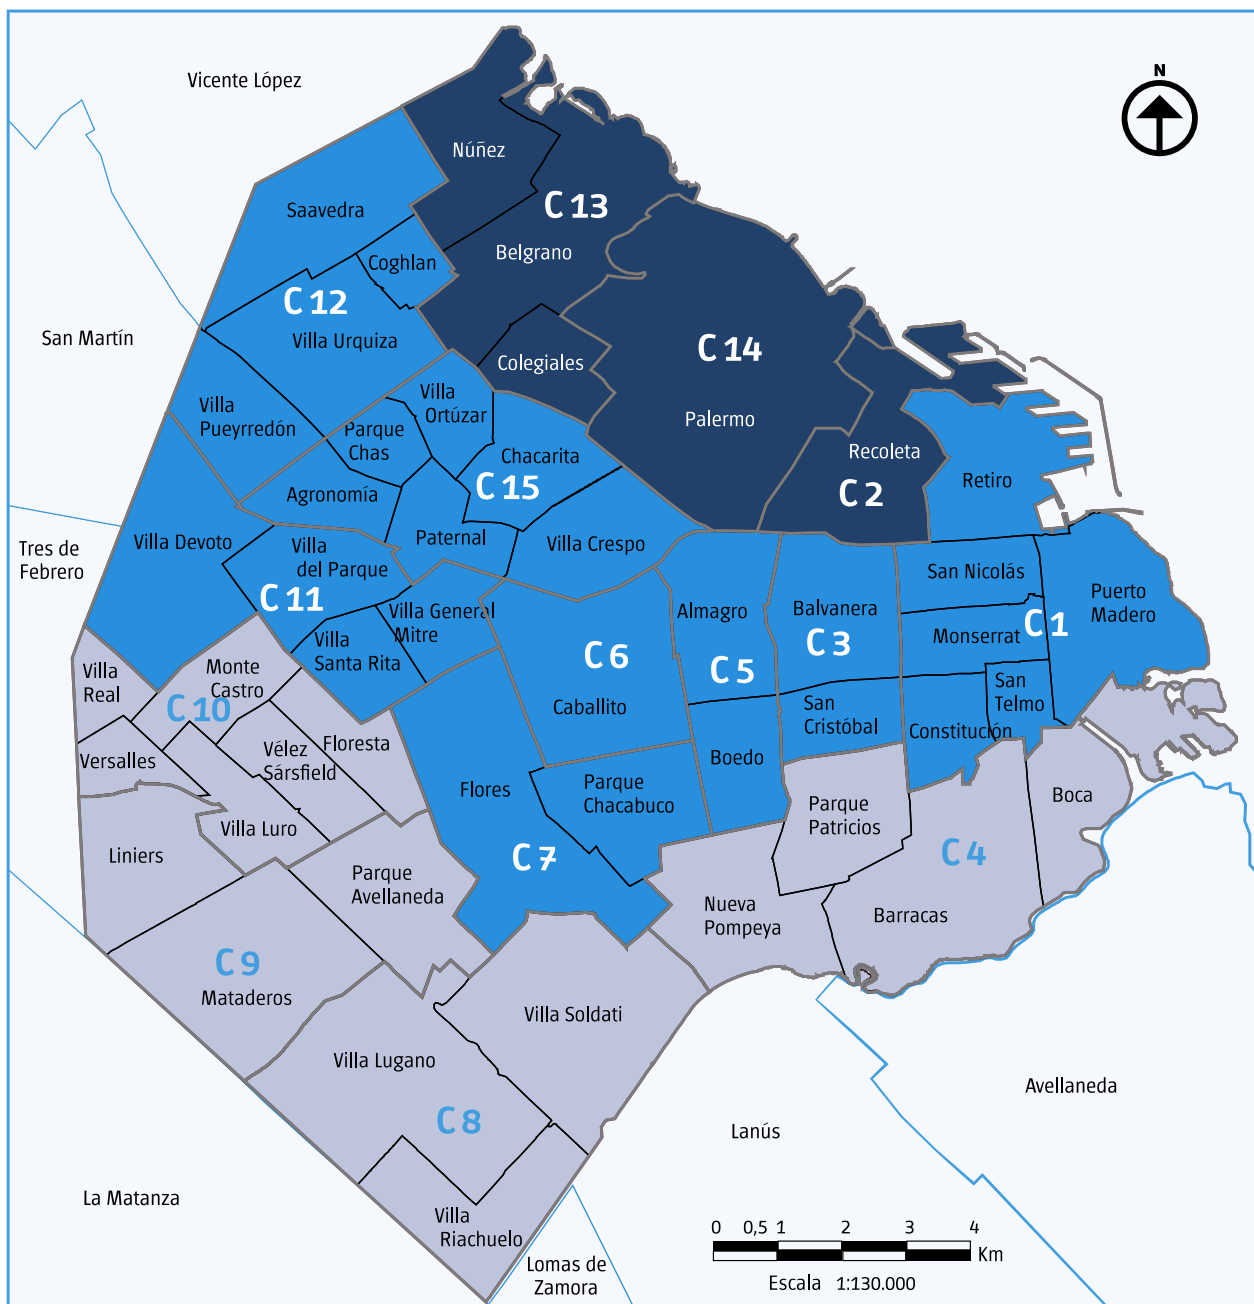 N
Vicente López
Núñez
C 13
Saavedra
Belgrano
Coghlan
C 12
San Martín
Villa Urquiza
C 14
Colegiales
Villa
Ortúzar
Villa
Pueyrredón
Palermo
Parque
Chas
Recoleta
Chacarita
C 15
C 2
Retiro
Agronomía
Paternal
Villa Crespo
Villa Devoto
Tres de
Febrero
Villa
del Parque
C 11
San Nicolás
Puerto
Madero
Villa General
Mitre
Almagro
Balvanera
Monserrat
C 1
C 3
Villa
Santa Rita
C 6
C 5
Villa
Real
Monte
Castro
C 10
San
Telmo
Caballito
San
Cristóbal
Constitución
Floresta
Vélez
Sársfield
Versalles
Boedo
Flores
Parque
Chacabuco
Boca
Parque
Patricios
Villa Luro
Liniers
C 7
C 4
Parque
Avellaneda
Nueva
Pompeya
Barracas
C 9
Mataderos
Villa Soldati
Villa Lugano
Avellaneda
C 8
Lanús
La Matanza
Villa
Riachuelo
Lomas de
Zamora
0 0,5 1 2 3 4
Km
Escala 1:130.000